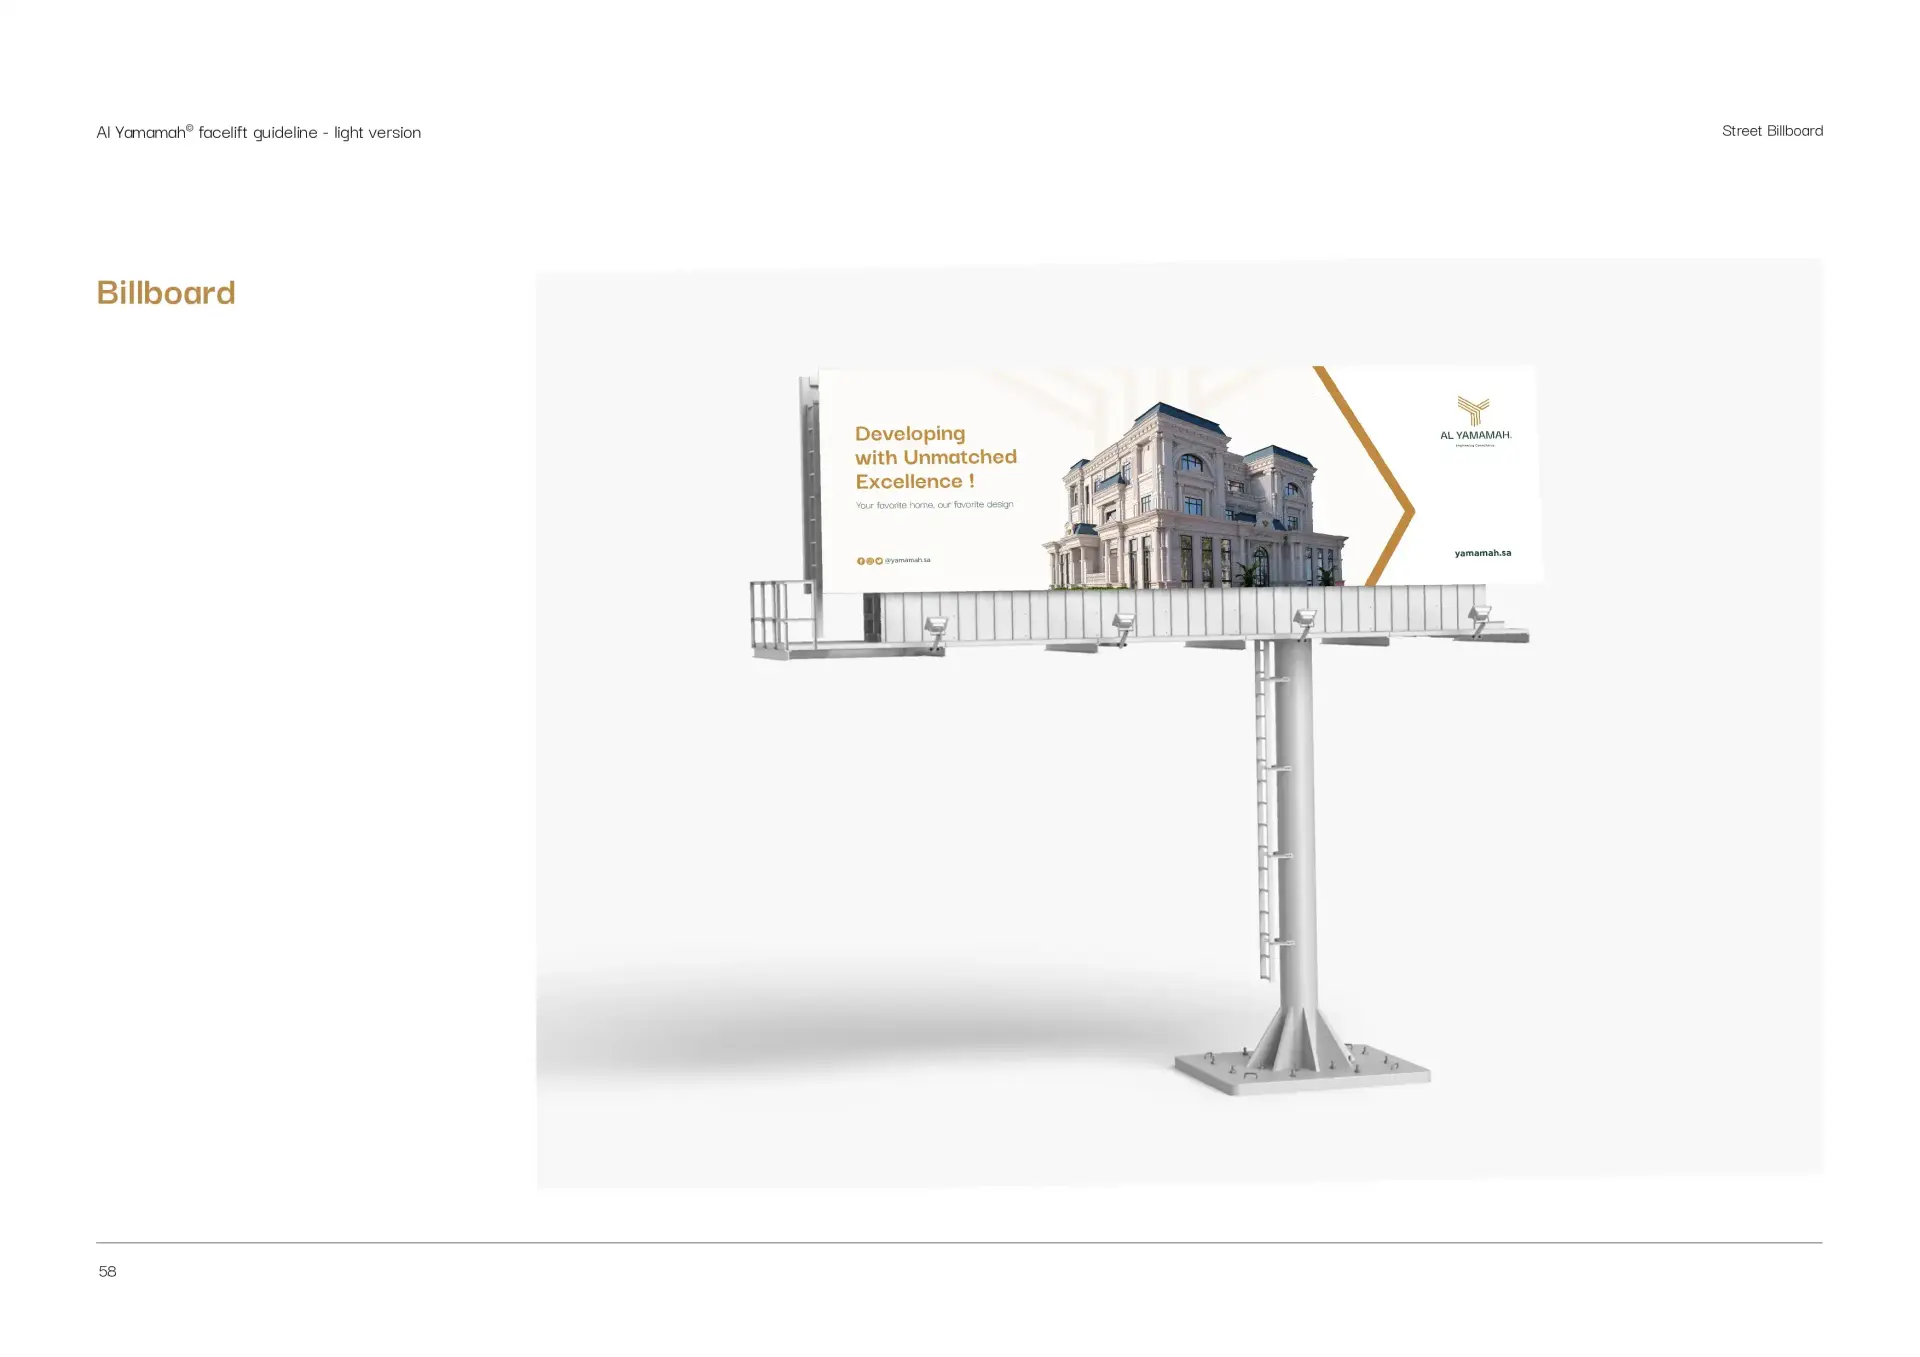 Al Yamamah© facelift guideline - light version
Street Billboard
Billboard
Developing
with Unmatched
Excellence !
Your favorite home, our favorite design
@yamamah.sa
AL YAMAMAH.
yamamah.sa
58